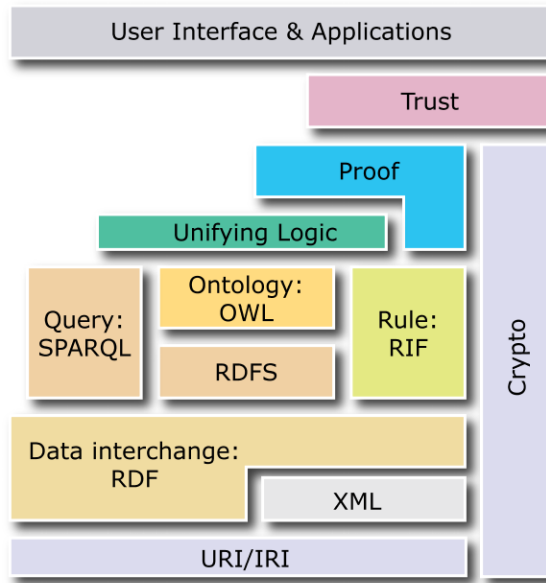 User Interface & Applications
Trust
Proof
Unifying Logic
Query:
SPARQL
Ontology:
OWL
RDFS
Rule:
RIF
Crypto
Data interchange:
RDF
XML
URI/IRI